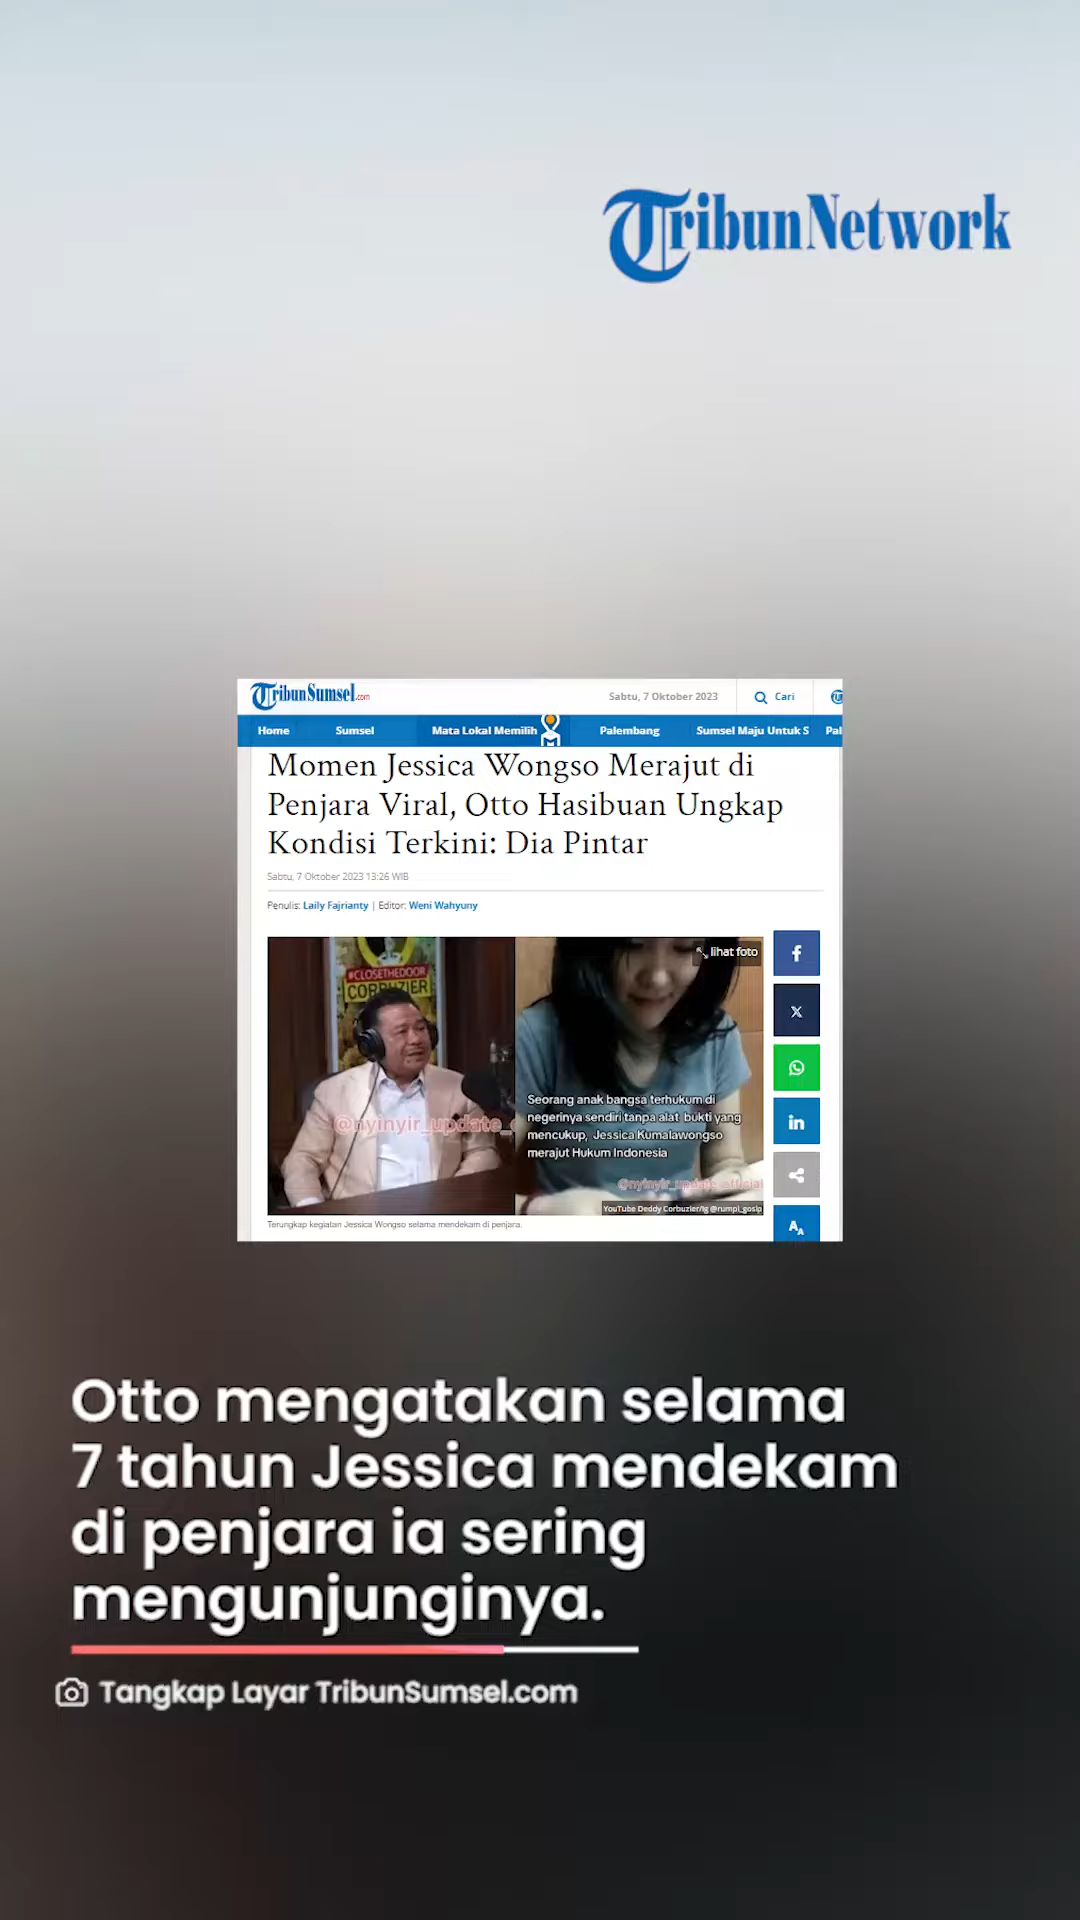 TribunNetwork
TribunSumsel.com
Sabtu, 7 Oktober 2023
Cari
Home
Sumsel
Mata Lokal Memilih
Palembang
Sumsel Maju Untuk S
Pal
Momen Jessica Wongso Merajut di
Penjara Viral, Otto Hasibuan Ungkap
Kondisi Terkini: Dia Pintar
Sabtu, 7 Oktober 2023 13:26 WIB
Penulis: Laily Fajrianty | Editor: Weni Wahyuny
lihat foto
#CLOSETHEDOOR
CORBUZIER
@nyinyir_update_o
Seorang anak bangsa terhukum di
negerinya sendiri tanpa alat bukti yang
mencukup, Jessica Kumalawongso
merajut Hukum Indonesia
@nyinyir_update_official
YouTube Deddy Corbuzier/Ig @rumpi_gosip
Terungkap kegiatan Jessica Wongso selama mendekam di penjara.
Otto mengatakan selama
7 tahun Jessica mendekam
di penjara ia sering
mengunjunginya.
Tangkap Layar TribunSumsel.com